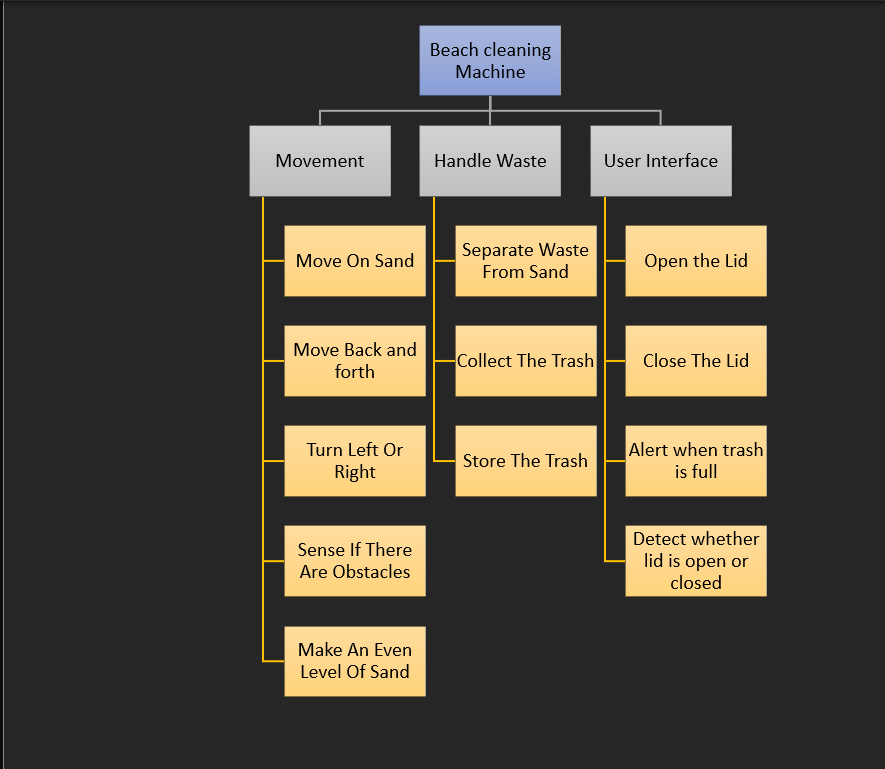 Beach cleaning
Machine
Movement
Handle Waste
User Interface
Move On Sand
Move Back and
forth
Turn Left Or
Right
Sense If There
Are Obstacles
Make An Even
Level Of Sand
Separate Waste
From Sand
Collect The Trash
Store The Trash
Open the Lid
Close The Lid
Alert when trash
is full
Detect whether
lid is open or
closed